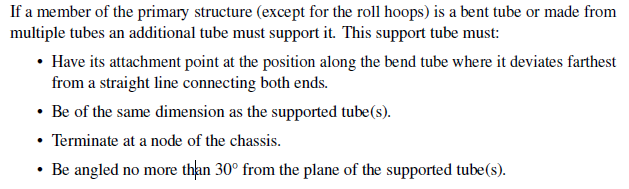 If a member of the primary structure (except for the roll hoops) is a bent tube or made from
multiple tubes an additional tube must support it. This support tube must:
• Have its attachment point at the position along the bend tube where it deviates farthest
from a straight line connecting both ends.
• Be of the same dimension as the supported tube(s).
• Terminate at a node of the chassis.
• Be angled no more than 30° from the plane of the supported tube(s).